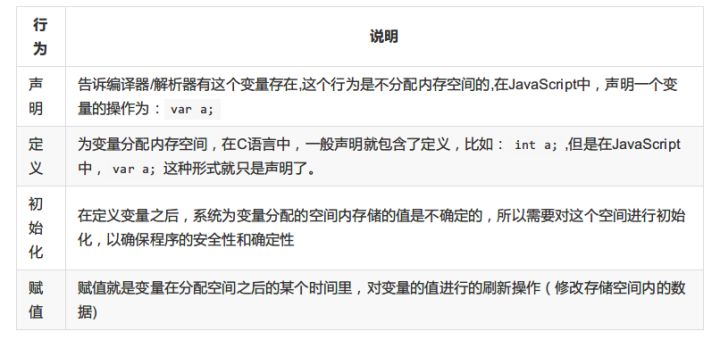 行
为
说明
声
明
告诉编译器/解析器有这个变量存在,这个行为是不分配内存空间的,在JavaScript中，声明一个变
量的操作为： var a;
定
义
为变量分配内存空间，在C语言中，一般声明就包含了定义，比如： int a; ,但是在JavaScript
中， var a; 这种形式就只是声明了。
初
始
化
在定义变量之后，系统为变量分配的空间内存储的值是不确定的，所以需要对这个空间进行初始
化，以确保程序的安全性和确定性
赋
值
赋值就是变量在分配空间之后的某个时间里，对变量的值进行的刷新操作（修改存储空间内的数
据)